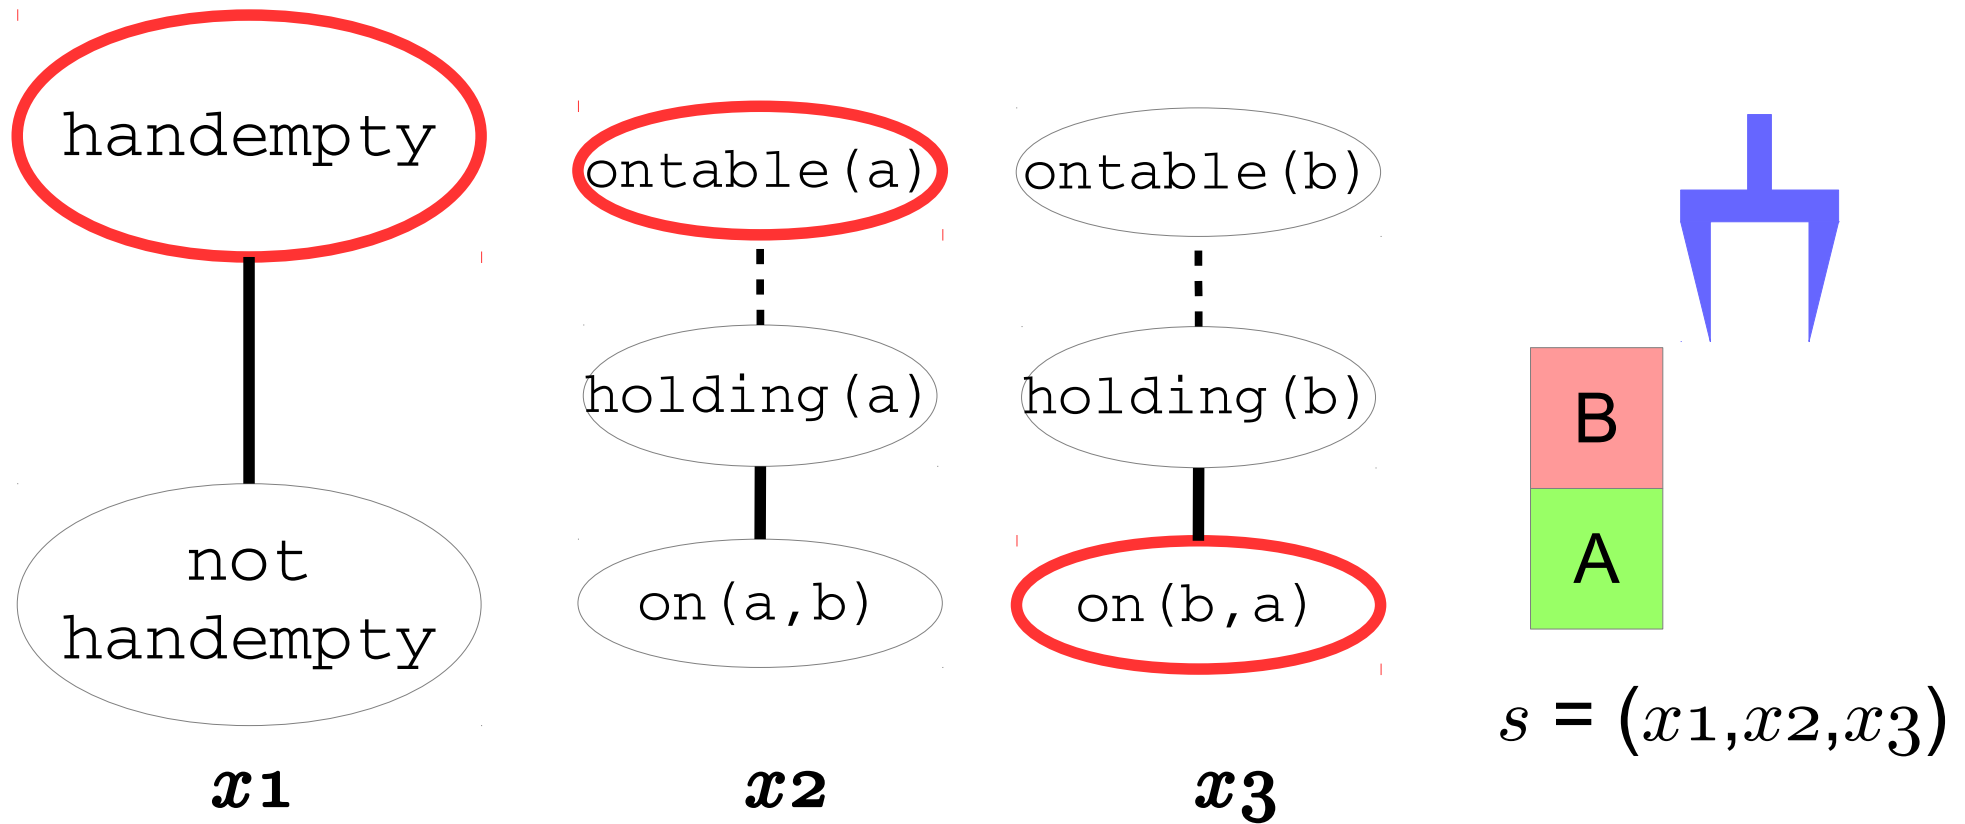 handempty
not
handempty
x1
ontable(a)
holding(a)
on(a,b)
x2
ontable(b)
holding(b)
on(b,a)
x3
B
A
s = (x1,x2,x3)